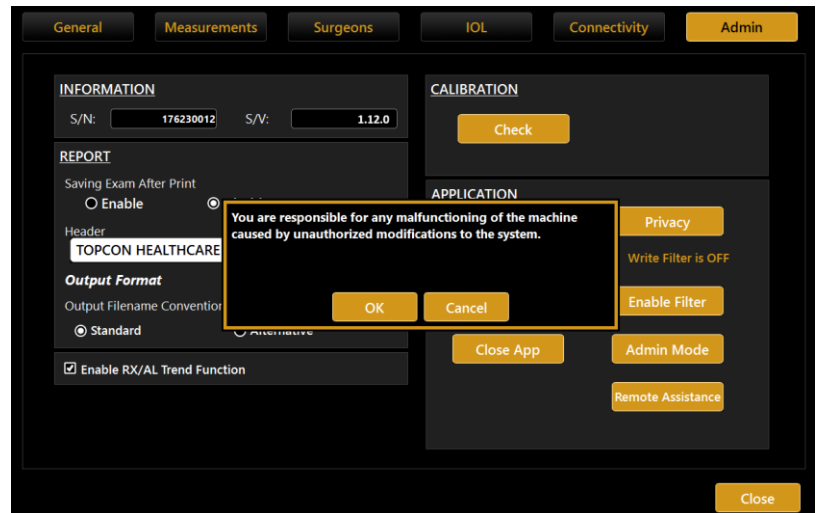 General Measurements Surgeons IOL Connectivity Admin
INFORMATION
S/N: 176230012 S/V: 1.12.0
REPORT
Saving Exam After Print
Enable
Header
TOPCON HEALTHCARE
Output Format
Output Filename Convention
Standard
Enable RX/AL Trend Function
You are responsible for any malfunctioning of the machine
caused by unauthorized modifications to the system.
OK Cancel
CALIBRATION
Check
APPLICATION
Privacy
Write Filter is OFF
Enable Filter
Close App Admin Mode
Remote Assistance
Close